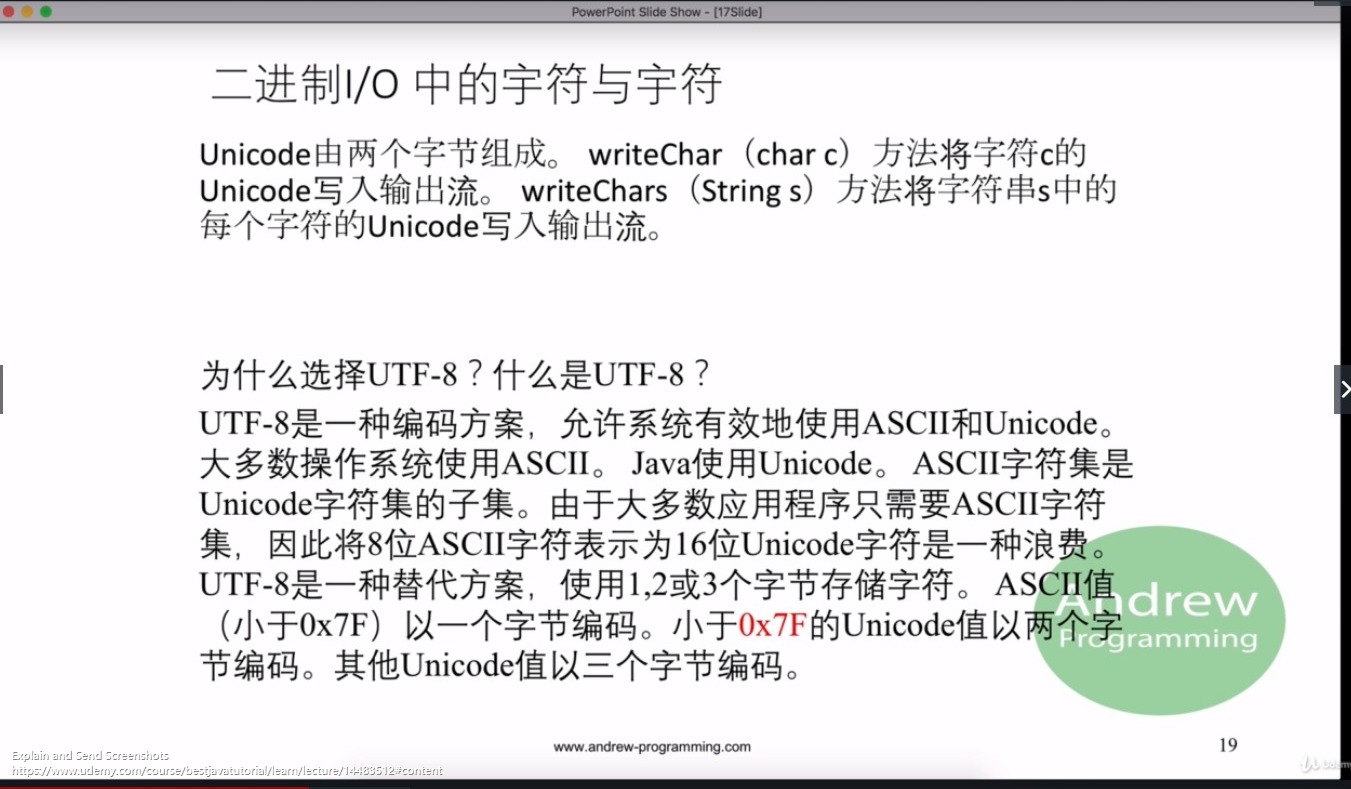 PowerPoint Slide Show - [17Slide]
二进制I/O 中的字符与字符
Unicode由两个字节组成。 writeChar（char c）方法将字符c的
Unicode写入输出流。 writeChars（String s）方法将字符串s中的
每个字符的Unicode写入输出流。
为什么选择UTF-8？什么是UTF-8？
UTF-8是一种编码方案，允许系统有效地使用ASCII和Unicode。
大多数操作系统使用ASCII。 Java使用Unicode。 ASCII字符集是
Unicode字符集的子集。由于大多数应用程序只需要ASCII字符
集，因此将8位ASCII字符表示为16位Unicode字符是一种浪费。
UTF-8是一种替代方案，使用1,2或3个字节存储字符。 ASCII值
（小于0x7F）以一个字节编码。小于0x7F的Unicode值以两个字
节编码。其他Unicode值以三个字节编码。
Andrew
Programming
www.andrew-programming.com
19
Explain and Send Screenshots
https://www.udemy.com/course/bestjavatutorial/learn/lecture/14483512#content
Udemy